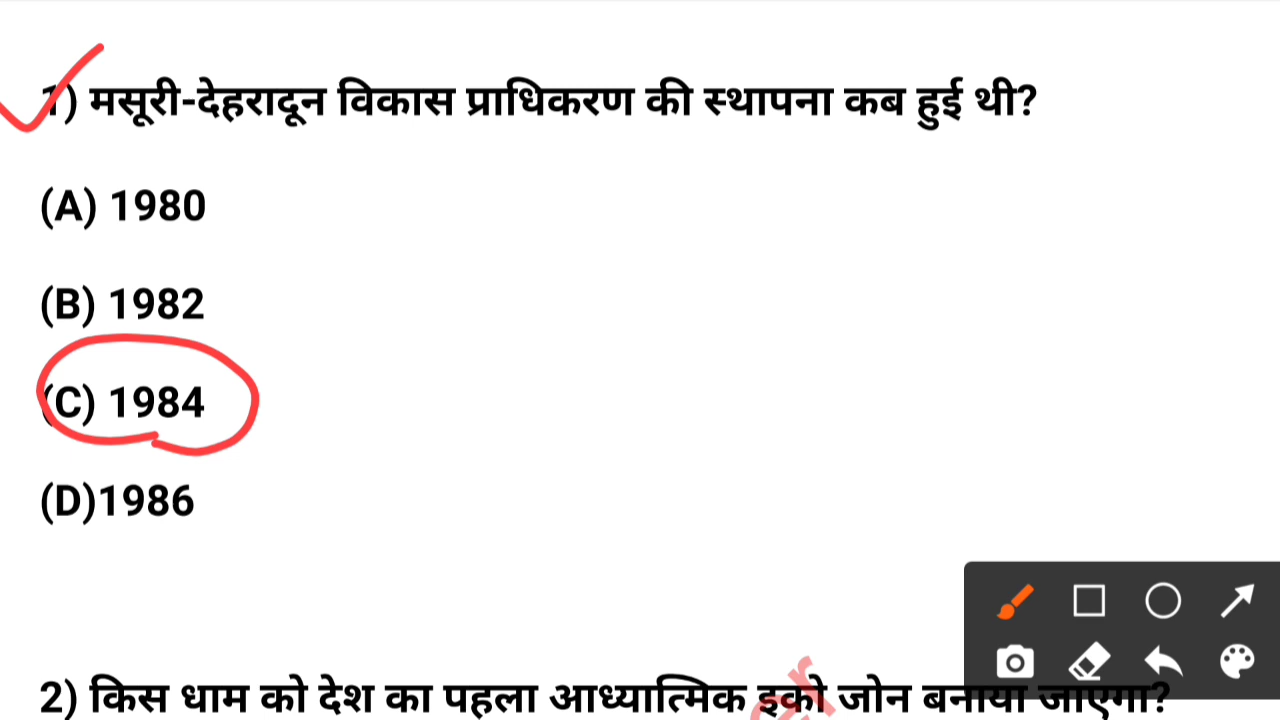 1) मसूरी-देहरादून विकास प्राधिकरण की स्थापना कब हुई थी?
(A) 1980
(B) 1982
(C) 1984
(D)1986
2) किस धाम को देश का पहला आध्यात्मिक इको जोन बनाया जाएगा?